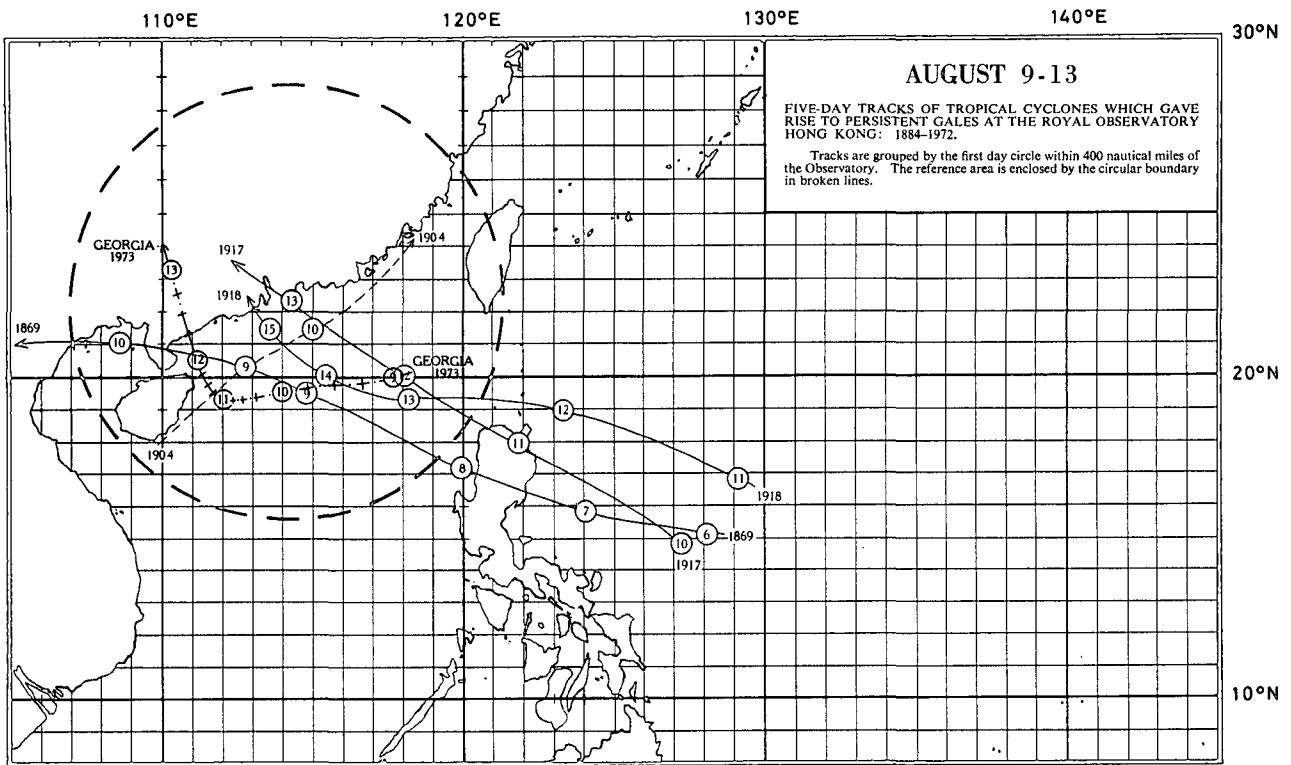 110°E 120°E 130°E 140°E
30°N
AUGUST 9-13
FIVE-DAY TRACKS OF TROPICAL CYCLONES WHICH GAVE
RISE TO PERSISTENT GALES AT THE ROYAL OBSERVATORY
HONG KONG: 1884–1972.
Tracks are grouped by the first day circle within 400 nautical miles of
the Observatory. The reference area is enclosed by the circular boundary
in broken lines.
1904
1917
GEORGIA
1973
13
1918
13
15
10
1869
10
12
9
GEORGIA
1973
20°N
14
11
10
9
13
12
1904
11
8
11
1918
7
6
1869
10
1917
10°N